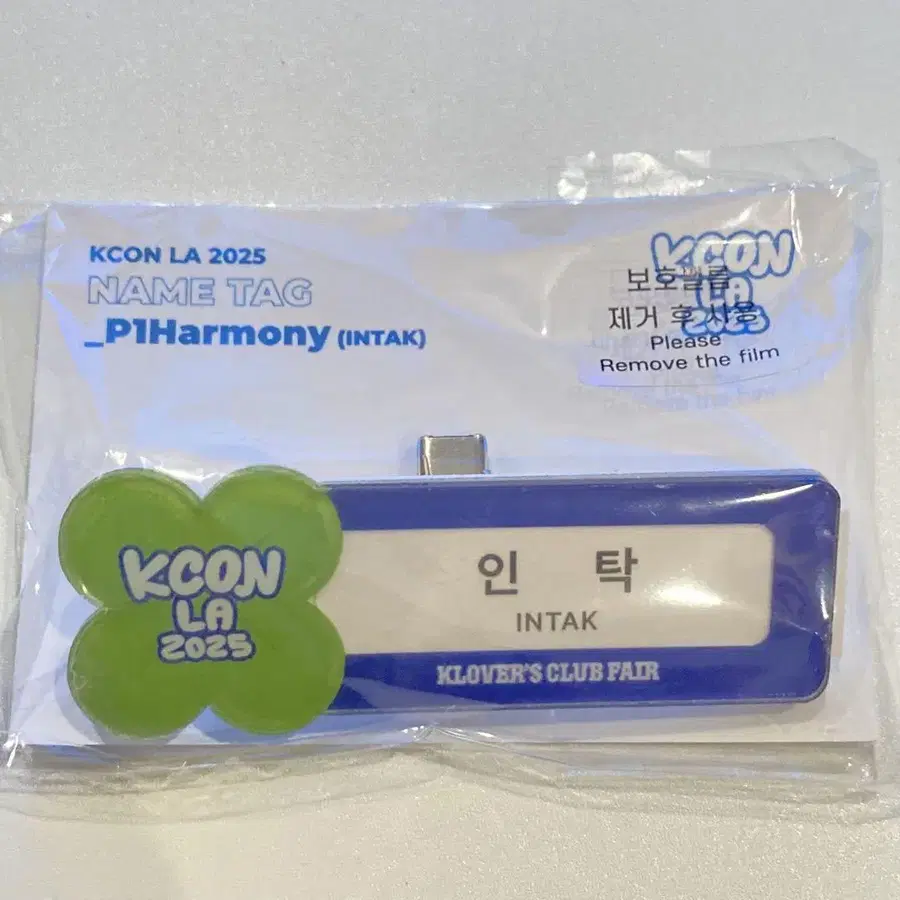 KCON LA 2025
NAME TAG
_P1Harmony (INTAK)
KCON
LA
2025
보호필름
제거 후 사용
Please
Remove the film
KCON
LA
2025
인 탁
INTAK
KLOVER'S CLUB FAIR